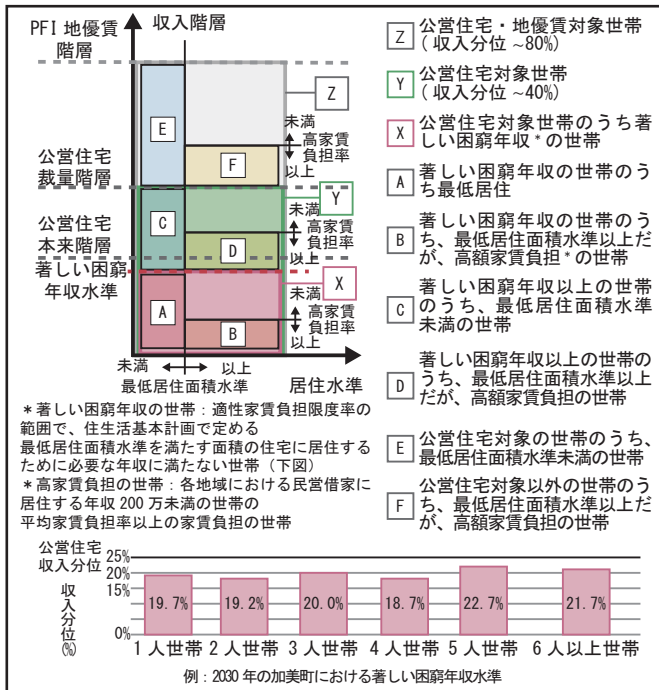 PFI 地優賃
階層
収入階層
Z
E
未満
高家賃
負担率
以上
F
公営住宅
裁量階層
Y
C
未満
高家賃
負担率
以上
D
公営住宅
本来階層
著しい困窮
年収水準
X
A
未満
高家賃
負担率
以上
B
未満
以上
最低居住面積水準
居住水準
Z
公営住宅・地優賃対象世帯
( 収入分位 ~80%)
Y
公営住宅対象世帯
( 収入分位 ~40%)
X
公営住宅対象世帯のうち著
しい困窮年収 * の世帯
A
著しい困窮年収の世帯のう
ち最低居住
B
著しい困窮年収の世帯のう
ち、最低居住面積水準以上だ
が、高額家賃負担 * の世帯
C
著しい困窮年収以上の世帯
のうち、最低居住面積水準
未満の世帯
D
著しい困窮年収以上の世帯の
うち、最低居住面積水準以上
だが、高額家賃負担の世帯
E
公営住宅対象の世帯のうち、
最低居住面積水準未満の世帯
F
公営住宅対象以外の世帯のう
ち、最低居住面積水準以上だ
が、高額家賃負担の世帯
* 著しい困窮年収の世帯：適性家賃負担限度率の
範囲で、住生活基本計画で定める
最低居住面積水準を満たす面積の住宅に居住する
ために必要な年収に満たない世帯（下図）
* 高家賃負担の世帯：各地域における民営借家に
居住する年収 200 万未満の世帯の
平均家賃負担率以上の家賃負担の世帯
公営住宅
収入分位
収入分位(%)
25%
20%
15%
0%
19.7%
19.2%
20.0%
18.7%
22.7%
21.7%
1 人世帯
2 人世帯
3 人世帯
4 人世帯
5 人世帯
6 人以上世帯
例：2030 年の加美町における著しい困窮年収水準